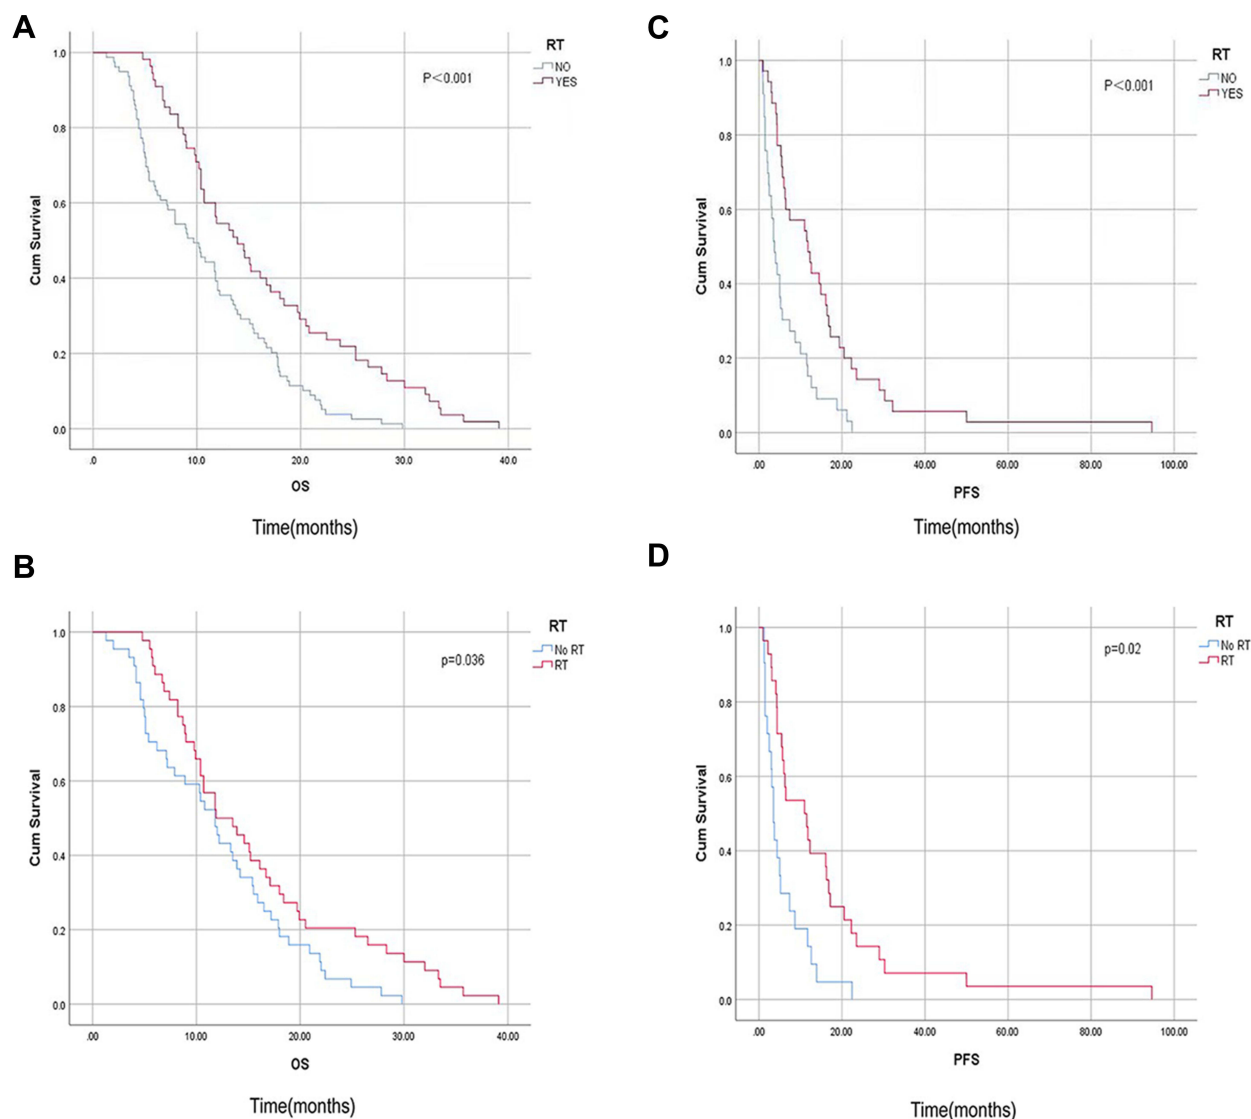 A
RT
NO
YES
P<0.001
Cum Survival
1.0
0.8
0.6
0.4
0.2
0.0
.0 10.0 20.0 30.0 40.0
OS
Time(months)
C
RT
NO
YES
P<0.001
Cum Survival
1.0
0.8
0.6
0.4
0.2
0.0
.00 20.00 40.00 60.00 80.00 100.00
PFS
Time(months)
B
RT
No RT
RT
p=0.036
Cum Survival
1.0
0.8
0.6
0.4
0.2
0.0
.00 10.00 20.00 30.00 40.00
OS
Time(months)
D
RT
No RT
RT
p=0.02
Cum Survival
1.0
0.8
0.6
0.4
0.2
0.0
.00 20.00 40.00 60.00 80.00 100.00
PFS
Time(months)